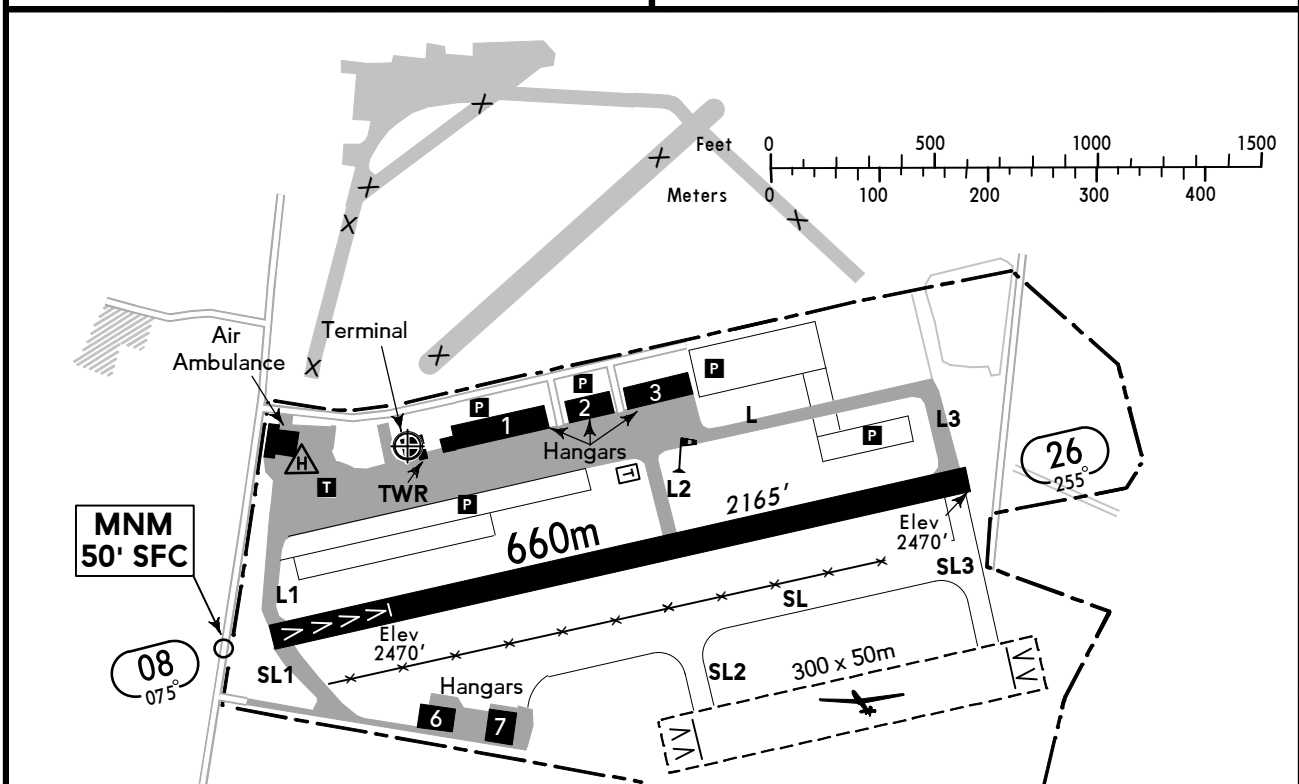 Feet 0 500 1000 1500
Meters 0 100 200 300 400
Terminal
Air
Ambulance
P
P
P
1
2
3
Hangars
H
T
TWR
P
T
L
L2
L3
P
26
255°
MNM
50' SFC
660m
2165'
Elev
2470'
L1
Elev
2470'
SL3
SL
08
075°
SL1
SL2
300 x 50m
Hangars
6
7